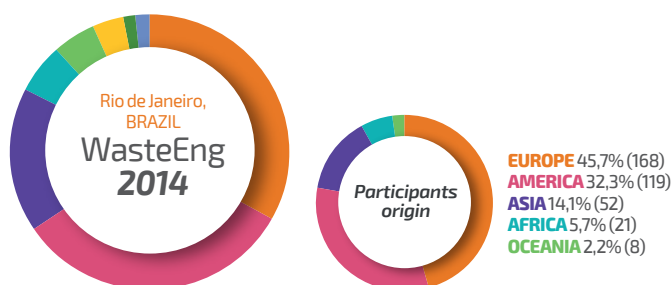 Rio de Janeiro,
BRAZIL
WasteEng
2014
Participants
origin
EUROPE 45,7% (168)
AMERICA 32,3% (119)
ASIA 14,1% (52)
AFRICA 5,7% (21)
OCEANIA 2,2% (8)